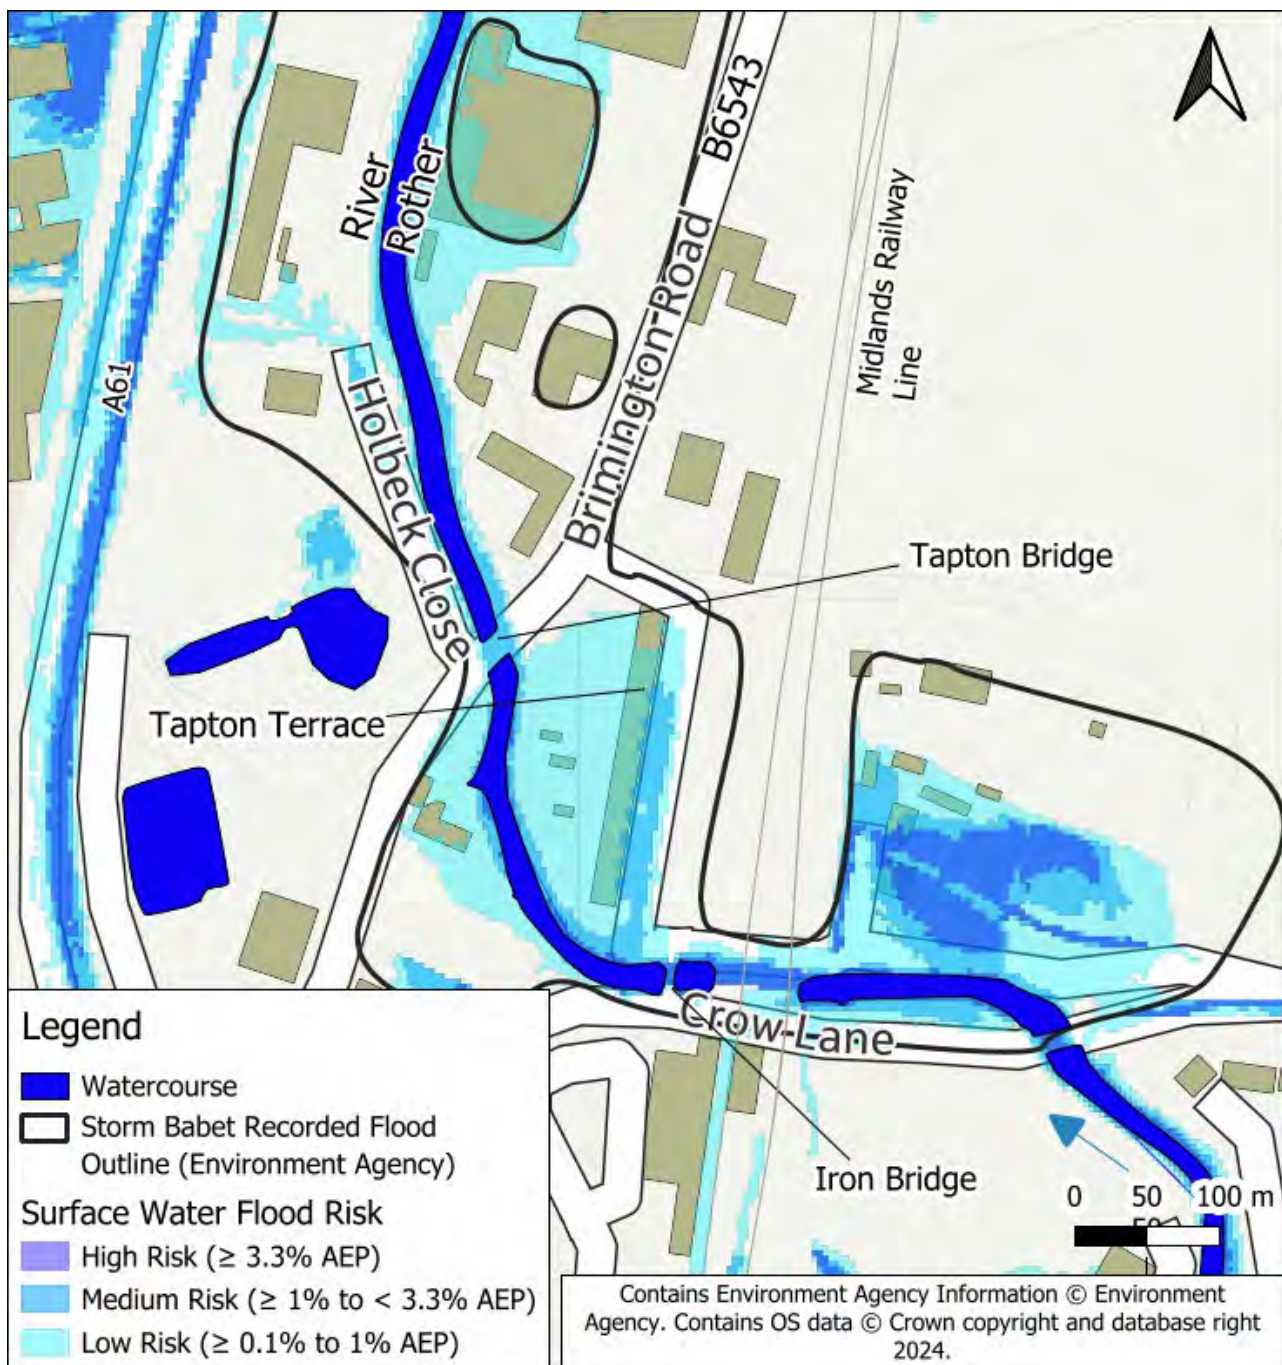 River
Rother
B6543
Midlands Railway
Line
A61
Brimington Road
Holbeck Close
Tapton Bridge
Tapton Terrace
Crow Lane
Iron Bridge
0 50 100 m
Legend
Watercourse
Storm Babet Recorded Flood
Outline (Environment Agency)
Surface Water Flood Risk
High Risk (≥ 3.3% AEP)
Medium Risk (≥ 1% to < 3.3% AEP)
Low Risk (≥ 0.1% to 1% AEP)
Contains Environment Agency Information © Environment
Agency. Contains OS data © Crown copyright and database right
2024.